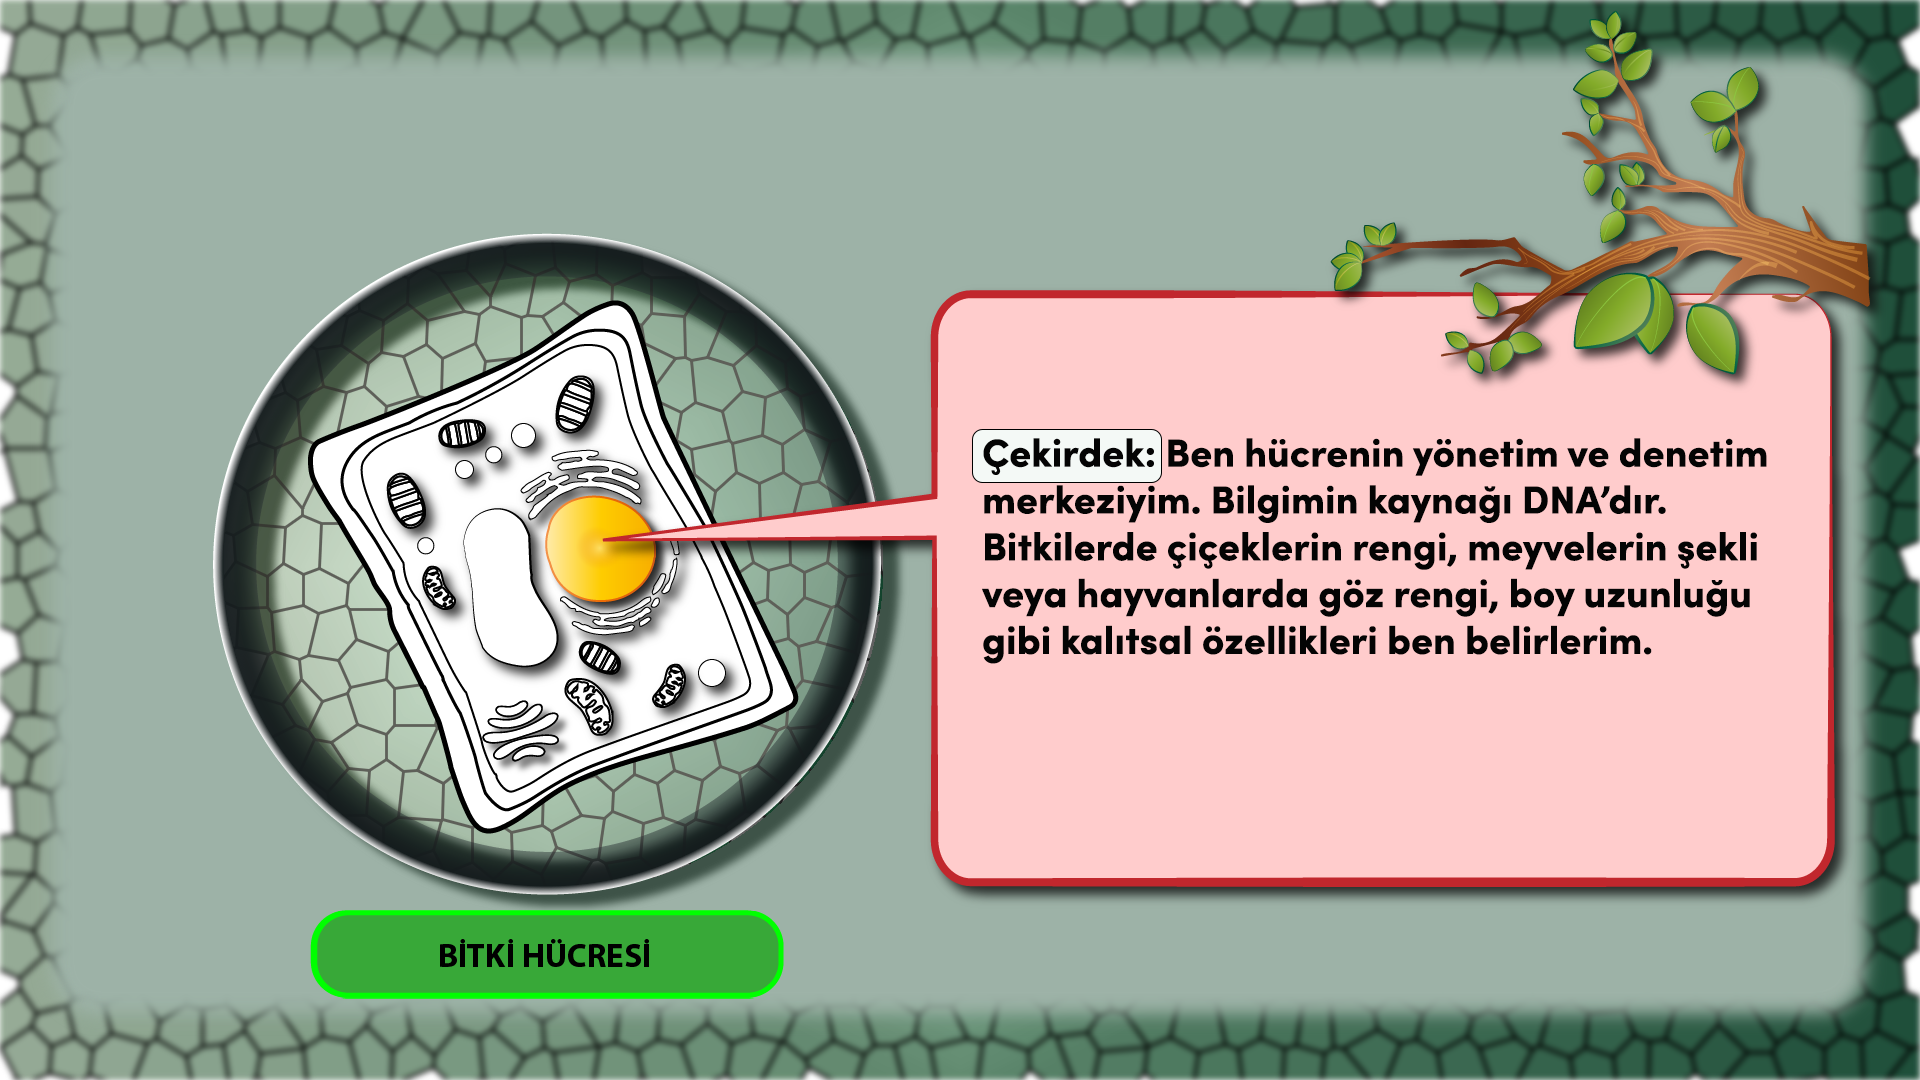 Çekirdek: Ben hücrenin yönetim ve denetim
merkeziyim. Bilgimin kaynağı DNA’dır.
Bitkilerde çiçeklerin rengi, meyvelerin şekli
veya hayvanlarda göz rengi, boy uzunluğu
gibi kalıtsal özellikleri ben belirlerim.
BİTKİ HÜCRESİ